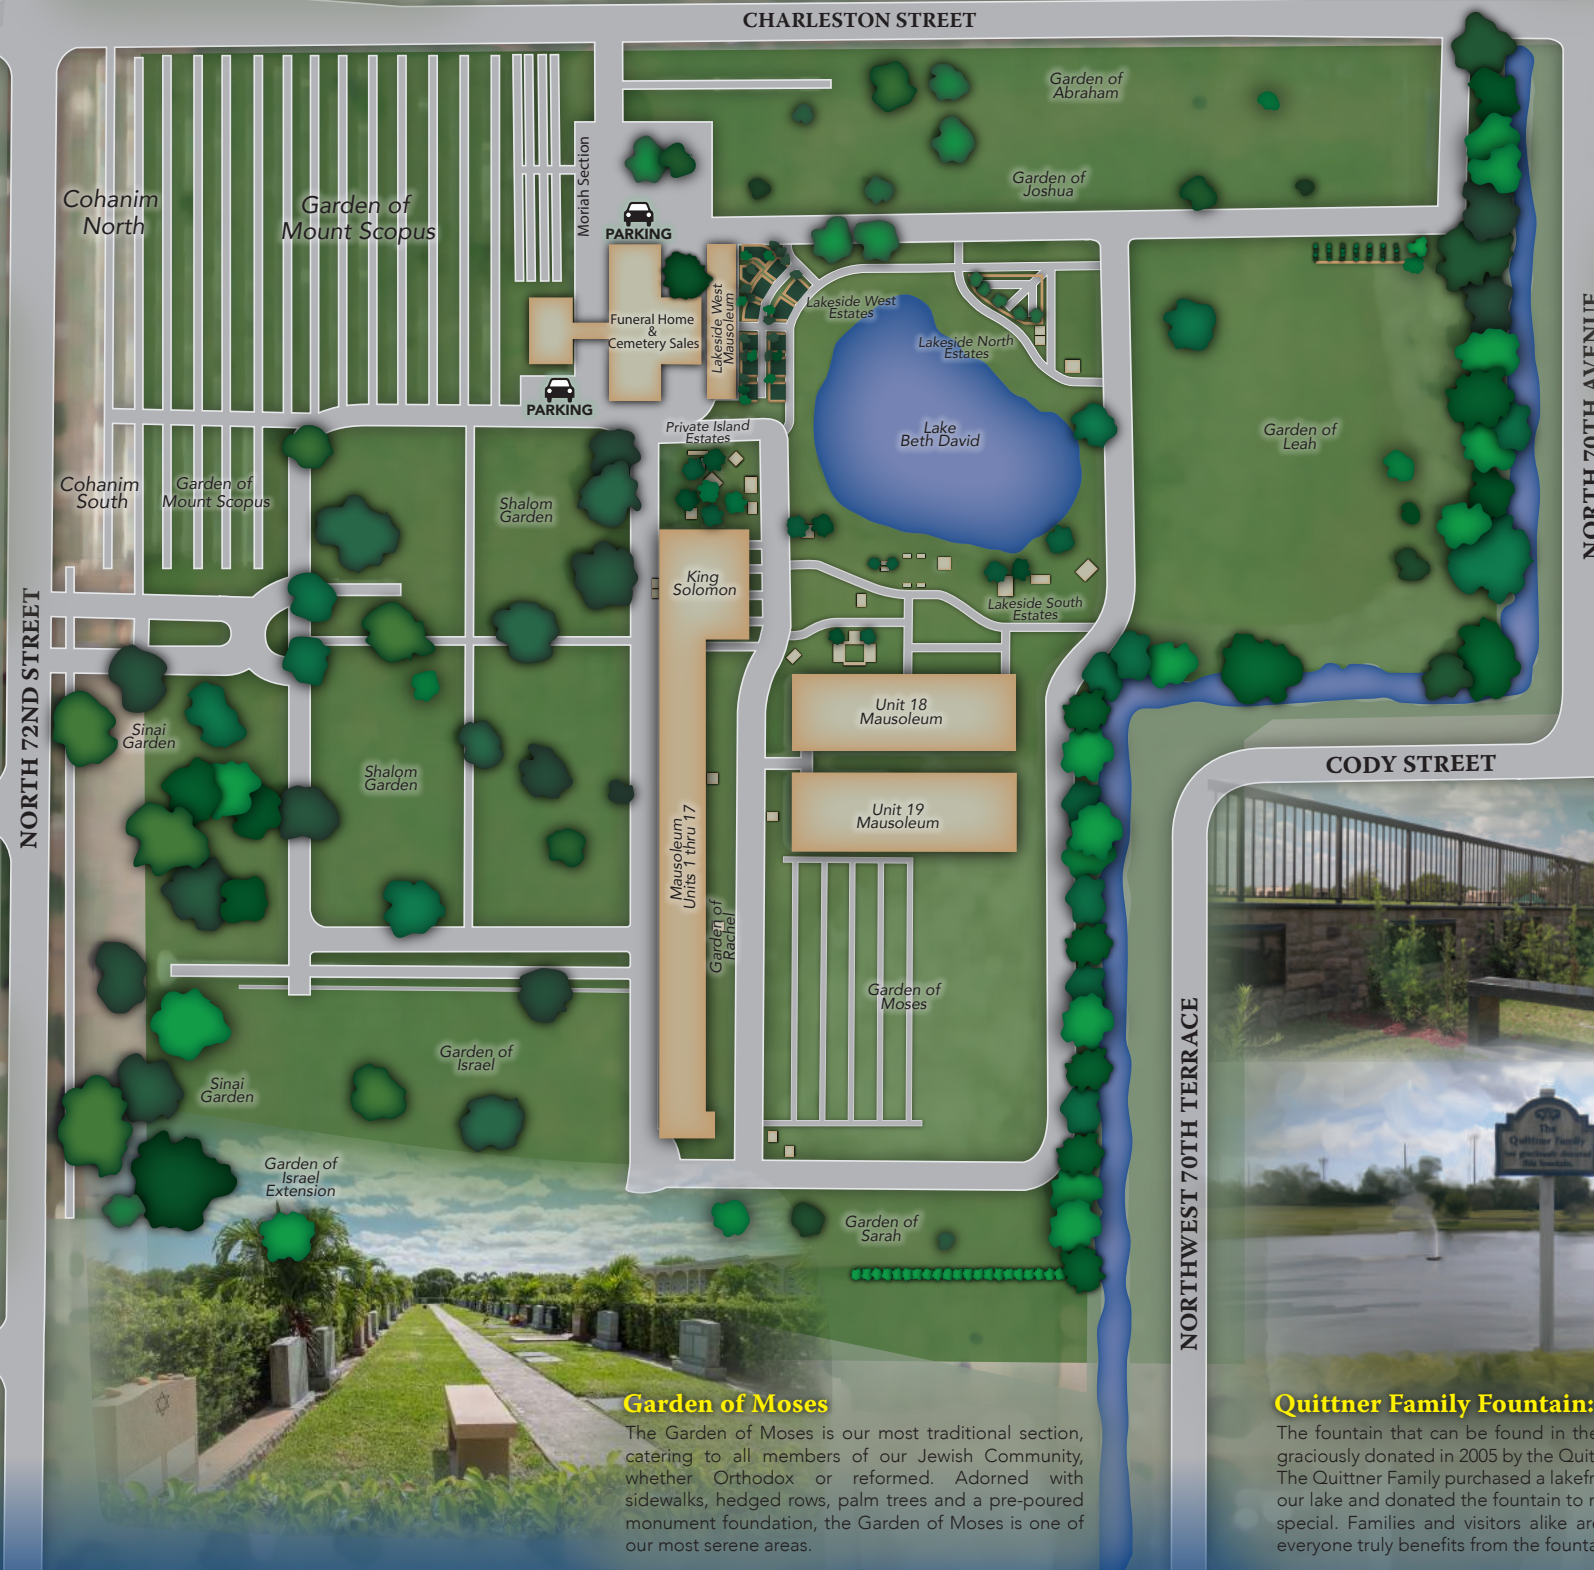 CHARLESTON STREET
Garden of
Abraham
Garden of
Joshua
Cohanim
North
Garden of
Mount Scopus
Moriah Section
PARKING
Funeral Home
&
Cemetery Sales
Lakeside West
Mausoleum
Lakeside West
Estates
Lakeside North
Estates
PARKING
Private Island
Estates
Lake
Beth David
Garden of
Leah
NORTH 70TH AVENUE
Cohanim
South
Garden of
Mount Scopus
Shalom
Garden
King
Solomon
Lakeside South
Estates
NORTH 72ND STREET
Sinai
Garden
Shalom
Garden
Unit 18
Mausoleum
Unit 19
Mausoleum
CODY STREET
Mausoleum
Units 1 thru 17
Garden of
Rachel
Garden of
Moses
Garden of
Israel
Sinai
Garden
Garden of
Israel
Extension
Garden of
Sarah
NORTHWEST 70TH TERRACE
The
Quittner Family
Garden of Moses
The Garden of Moses is our most traditional section,
catering to all members of our Jewish Community,
whether Orthodox or reformed. Adorned with
sidewalks, hedged rows, palm trees and a pre-poured
monument foundation, the Garden of Moses is one of
our most serene areas.
Quittner Family Fountain:
The fountain that can be found in the
graciously donated in 2005 by the Quit
The Quittner Family purchased a lakefr
our lake and donated the fountain to
special. Families and visitors alike ar
everyone truly benefits from the founta